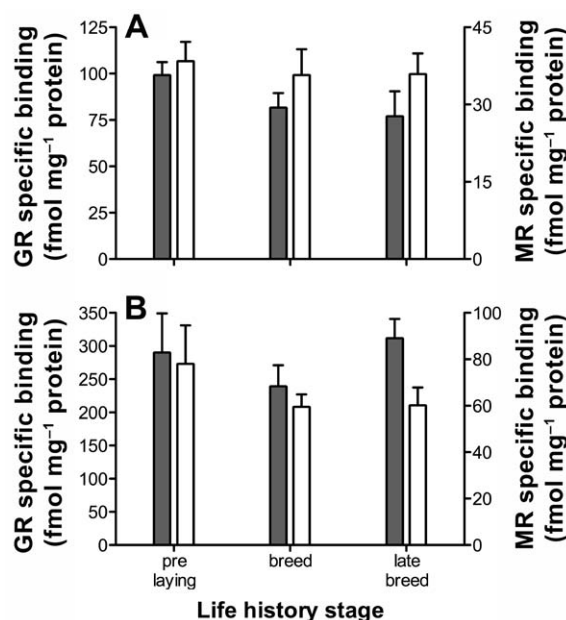 A
GR specific binding
(fmol mg⁻¹ protein)
125
100
75
50
25
0
45
30
15
0
MR specific binding
(fmol mg⁻¹ protein)
B
GR specific binding
(fmol mg⁻¹ protein)
350
300
250
200
150
100
50
0
100
80
60
40
20
0
MR specific binding
(fmol mg⁻¹ protein)
pre
laying
breed
late
breed
Life history stage